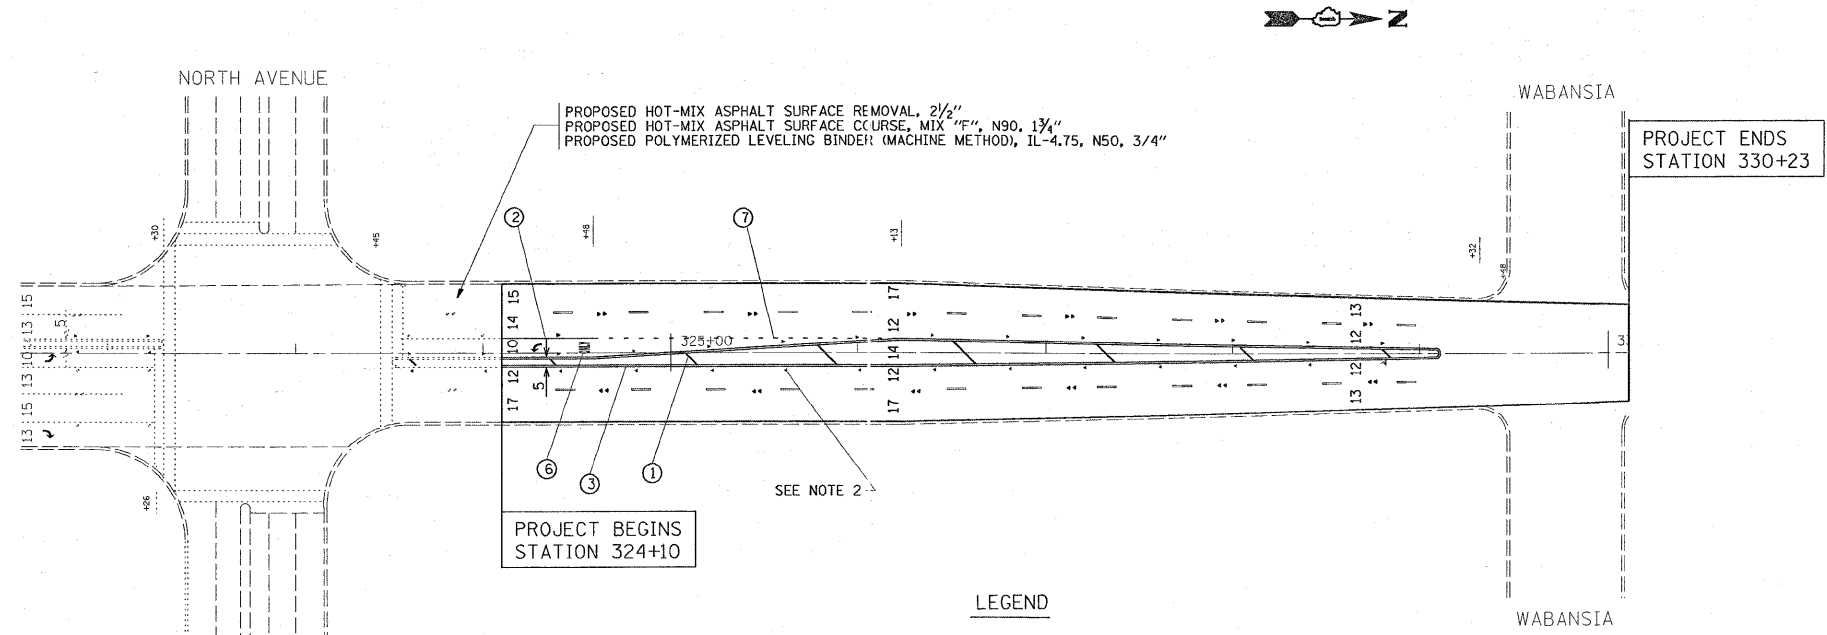 N
NORTH AVENUE
WABANSIA
PROPOSED HOT-MIX ASPHALT SURFACE REMOVAL, 2½"
PROPOSED HOT-MIX ASPHALT SURFACE COURSE, MIX "F", N90, 1¾"
PROPOSED POLYMERIZED LEVELING BINDER (MACHINE METHOD), IL-4.75, N50, 3/4"
PROJECT ENDS
STATION 330+23
2
7
+30
+45
+48
+13
+32
+48
15
13
5
10
13
15
13
15
14
10
12
17
5
325+00
17
12
14
12
17
13
12
12
13
33
6
3
1
SEE NOTE 2
+26
PROJECT BEGINS
STATION 324+10
LEGEND
WABANSIA